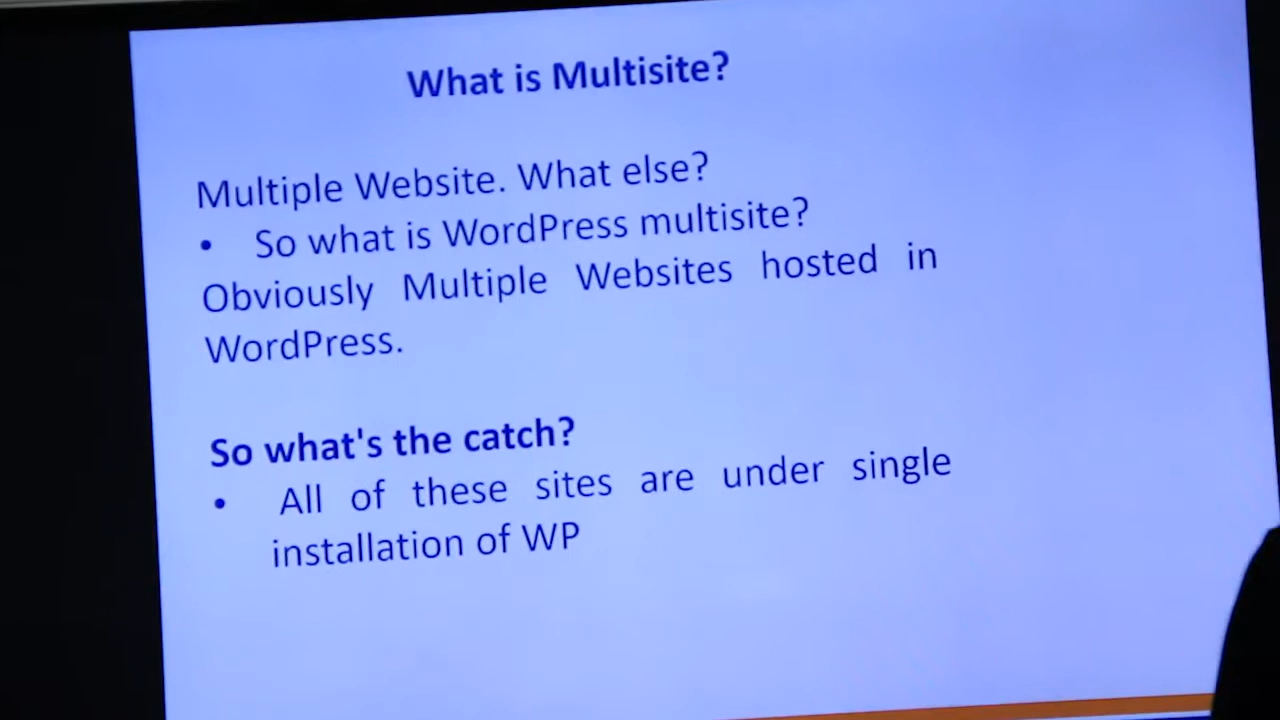 What is Multisite?
Multiple Website. What else?
• So what is WordPress multisite?
Obviously Multiple Websites hosted in
WordPress.
So what's the catch?
• All of these sites are under single
installation of WP